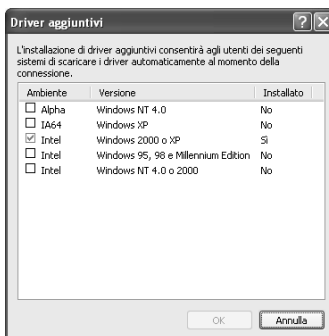 Driver aggiuntivi
L'installazione di driver aggiuntivi consentirà agli utenti dei seguenti
sistemi di scaricare i driver automaticamente al momento della
connessione.
Ambiente Versione Installato
Alpha Windows NT 4.0 No
IA64 Windows XP No
Intel Windows 2000 o XP Sì
Intel Windows 95, 98 e Millennium Edition No
Intel Windows NT 4.0 o 2000 No
OK Annulla